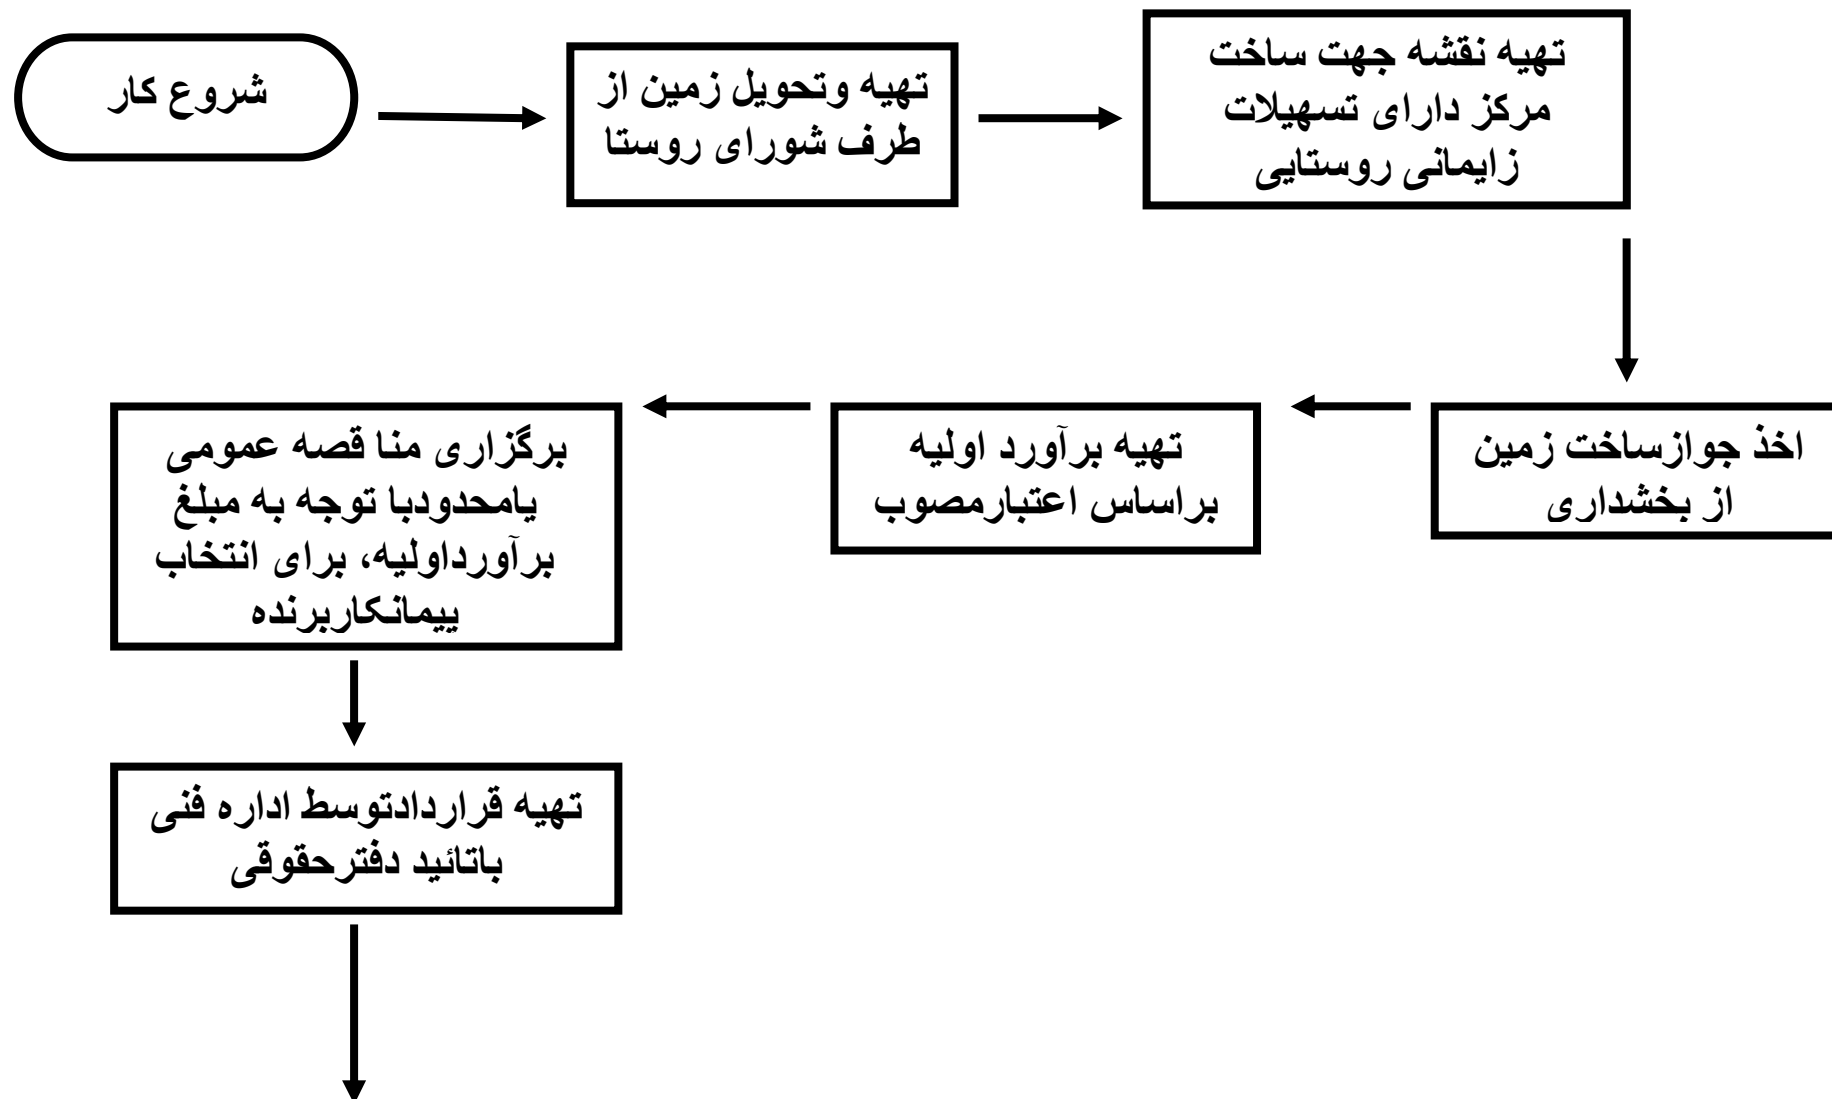 شروع کار
تهیه وتحویل زمین از
طرف شورای روستا
تهیه نقشه جهت ساخت
مرکز دارای تسهیلات
زایمانی روستایی
اخذ جوازساخت زمین
از بخشداری
تهیه برآورد اولیه
براساس اعتبارمصوب
برگزاری منا قصه عمومی
یامحدودبا توجه به مبلغ
برآورداولیه، برای انتخاب
پیمانکاربرنده
تهیه قراردادتوسط اداره فنی
باتائید دفترحقوقی